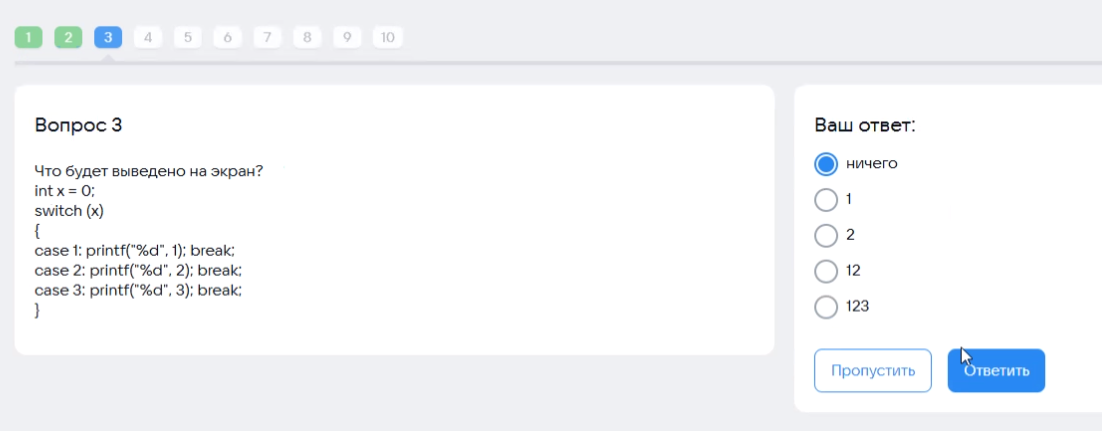 1 2 3 4 5 6 7 8 9 10
Вопрос 3
Что будет выведено на экран?
int x = 0;
switch (x)
{
case 1: printf("%d", 1); break;
case 2: printf("%d", 2); break;
case 3: printf("%d", 3); break;
}
Ваш ответ:
ничего
1
2
12
123
Пропустить Ответить